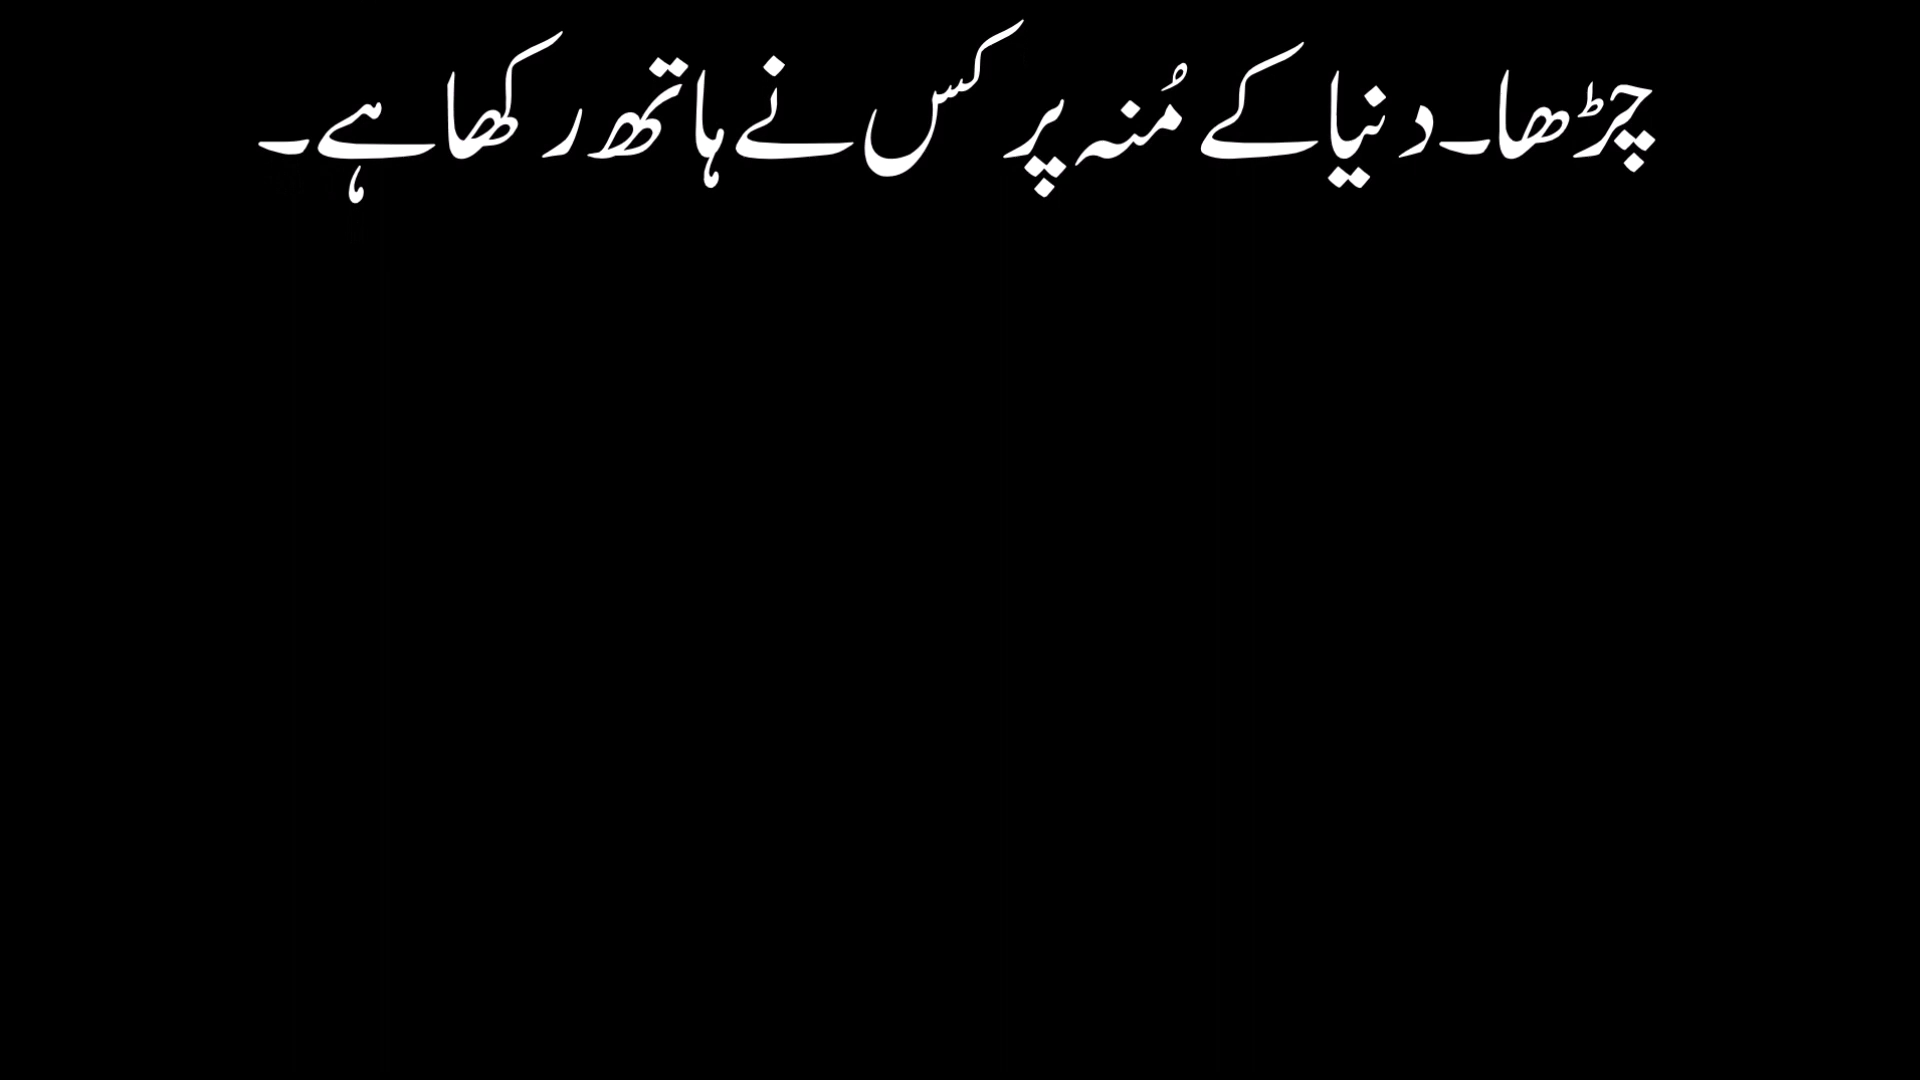 چڑھا۔ دنیا کے مُنہ پر کس نے ہاتھ رکھا ہے۔